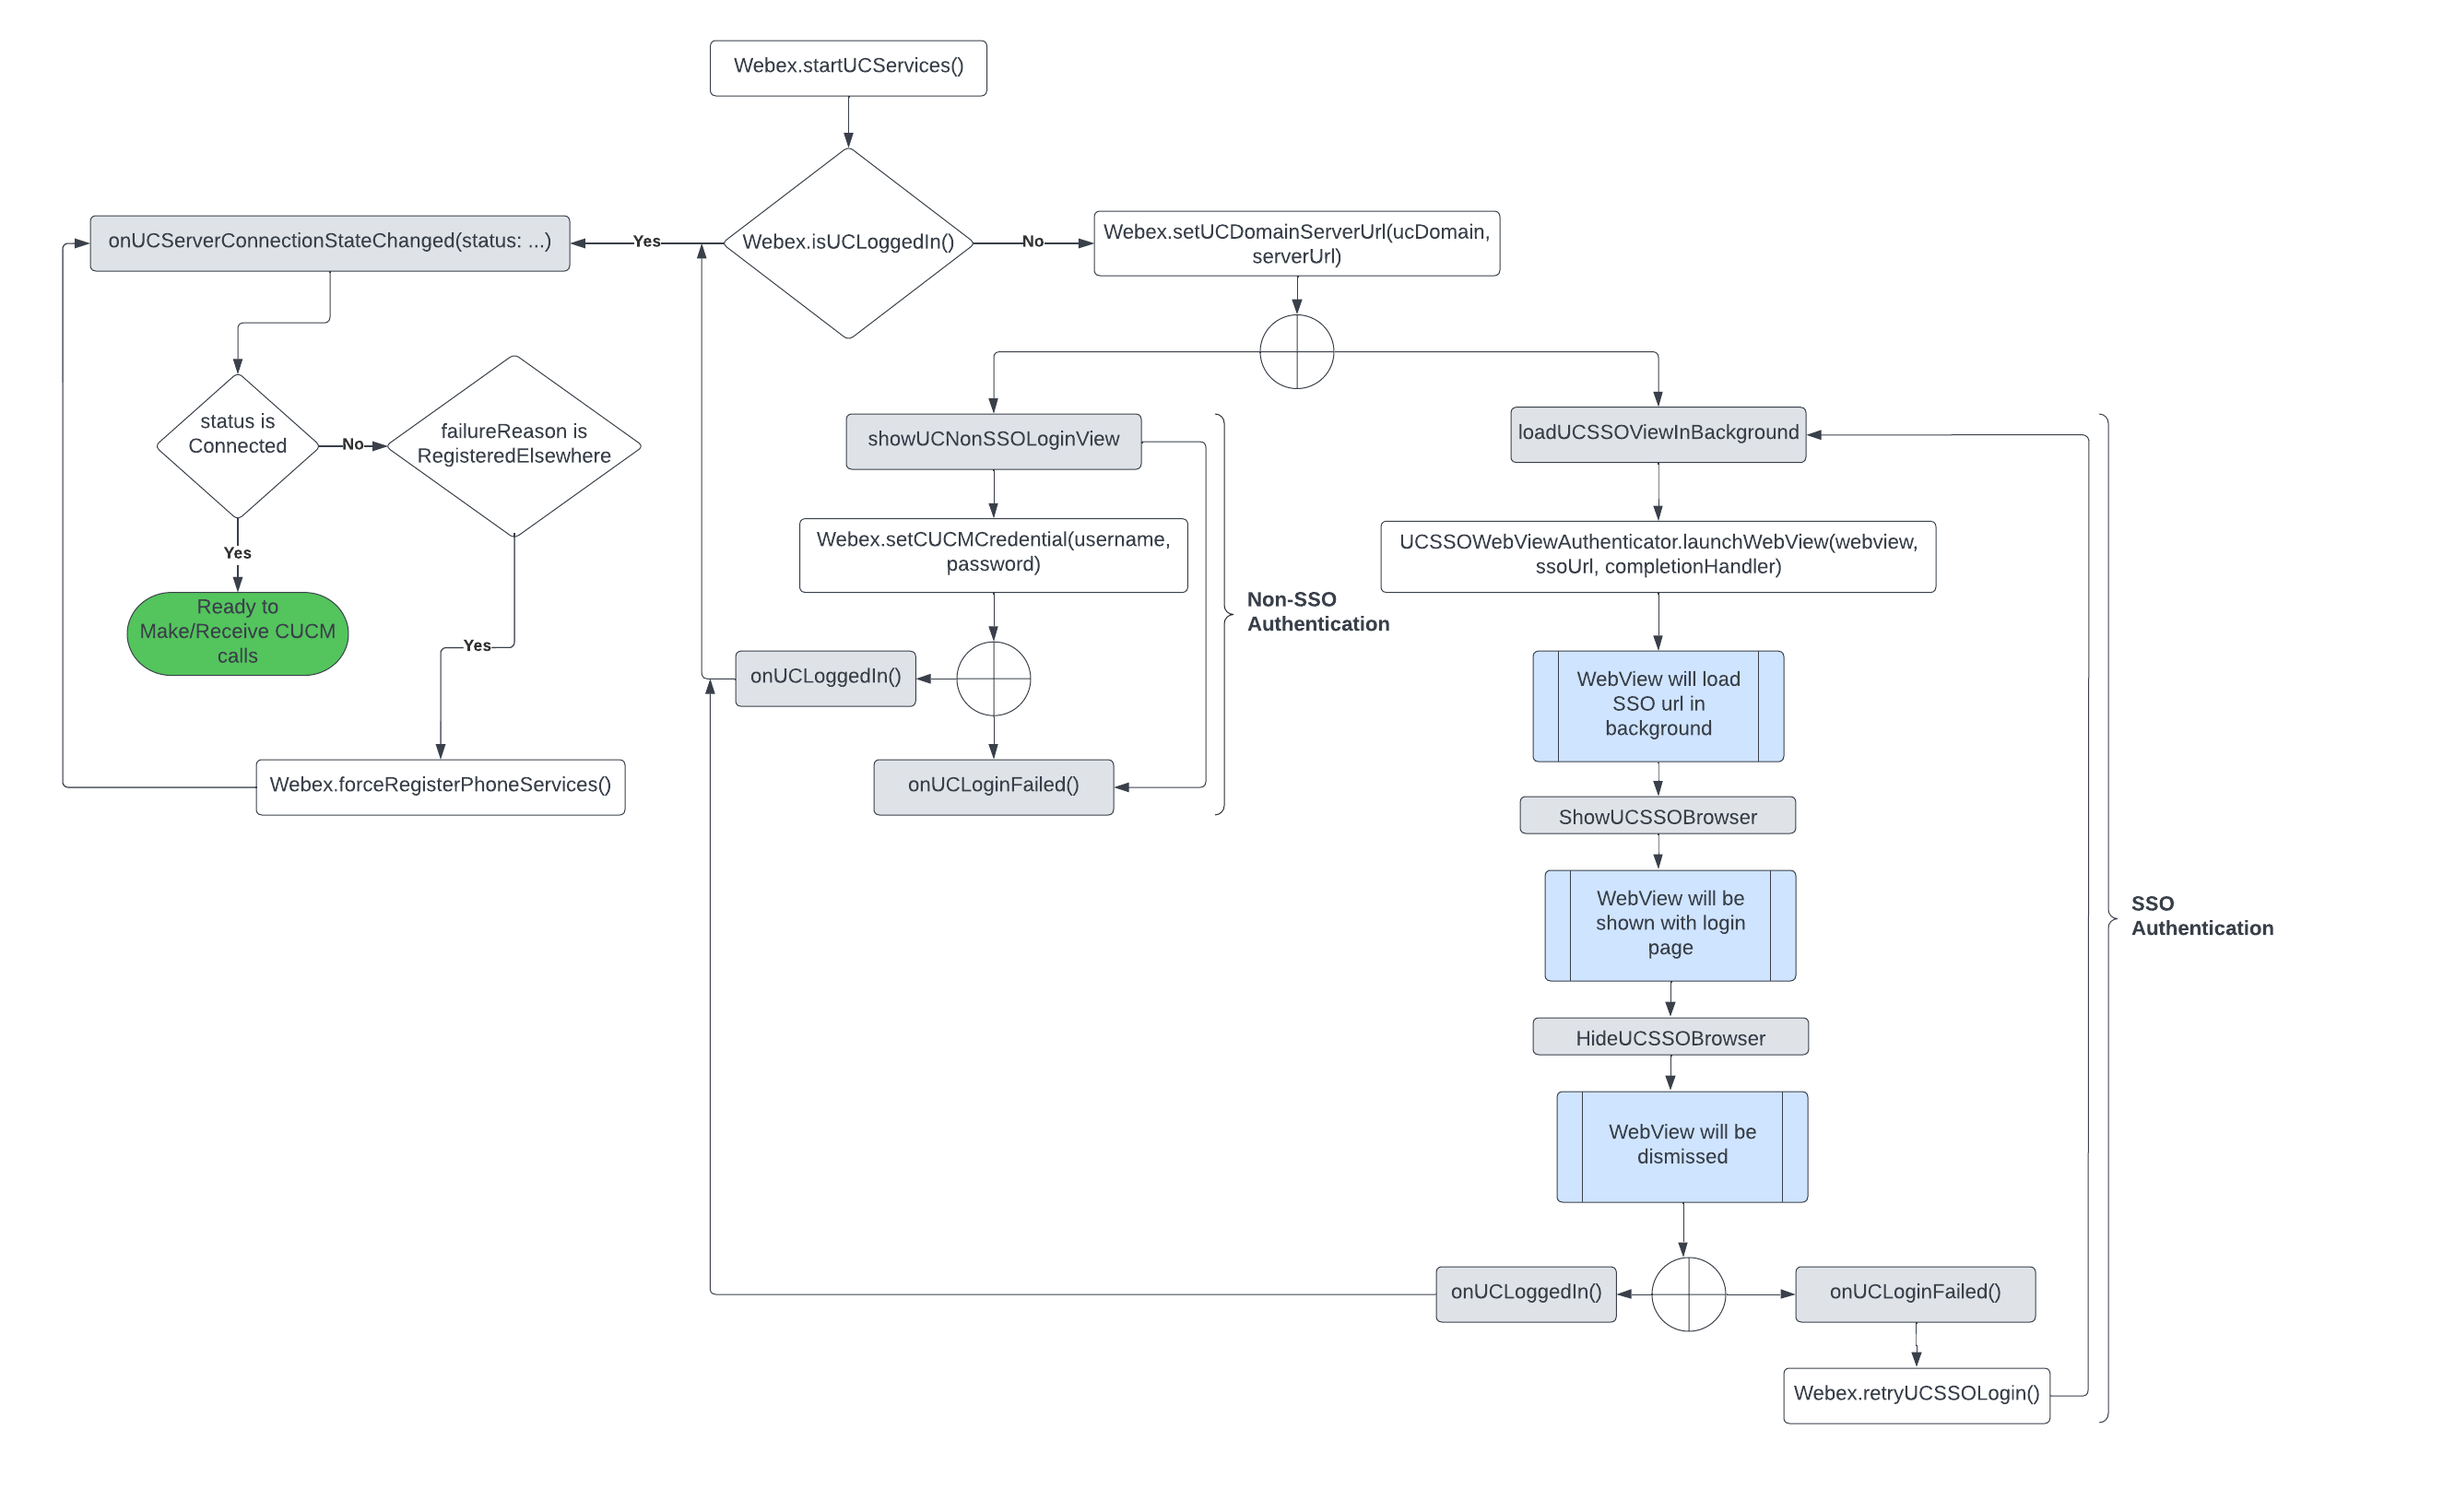 Webex.startUCServices()
Webex.isUCLoggedIn()
Yes
No
onUCServerConnectionStateChanged(status: ...)
status is
Connected
No
failureReason is
RegisteredElsewhere
Yes
Ready to
Make/Receive CUCM
calls
Yes
Webex.forceRegisterPhoneServices()
Webex.setUCDomainServerUrl(ucDomain,
serverUrl)
showUCNonSSOLoginView
Webex.setCUCMCredential(username,
password)
onUCLoggedIn()
onUCLoginFailed()
Non-SSO
Authentication
loadUCSSOViewInBackground
UCSSOWebViewAuthenticator.launchWebView(webview,
ssoUrl, completionHandler)
WebView will load
SSO url in
background
ShowUCSSOBrowser
WebView will be
shown with login
page
HideUCSSOBrowser
WebView will be
dismissed
onUCLoggedIn()
onUCLoginFailed()
Webex.retryUCSSOLogin()
SSO
Authentication